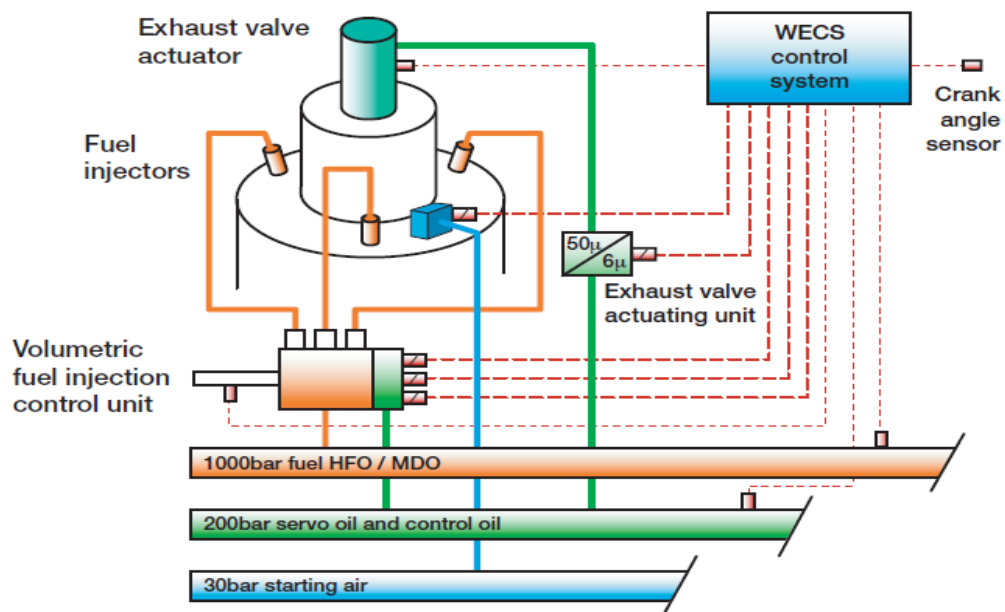 Exhaust valve
actuator
WECS
control
system
Crank
angle
sensor
Fuel
injectors
50µ
6µ
Exhaust valve
actuating unit
Volumetric
fuel injection
control unit
1000bar fuel HFO / MDO
200bar servo oil and control oil
30bar starting air